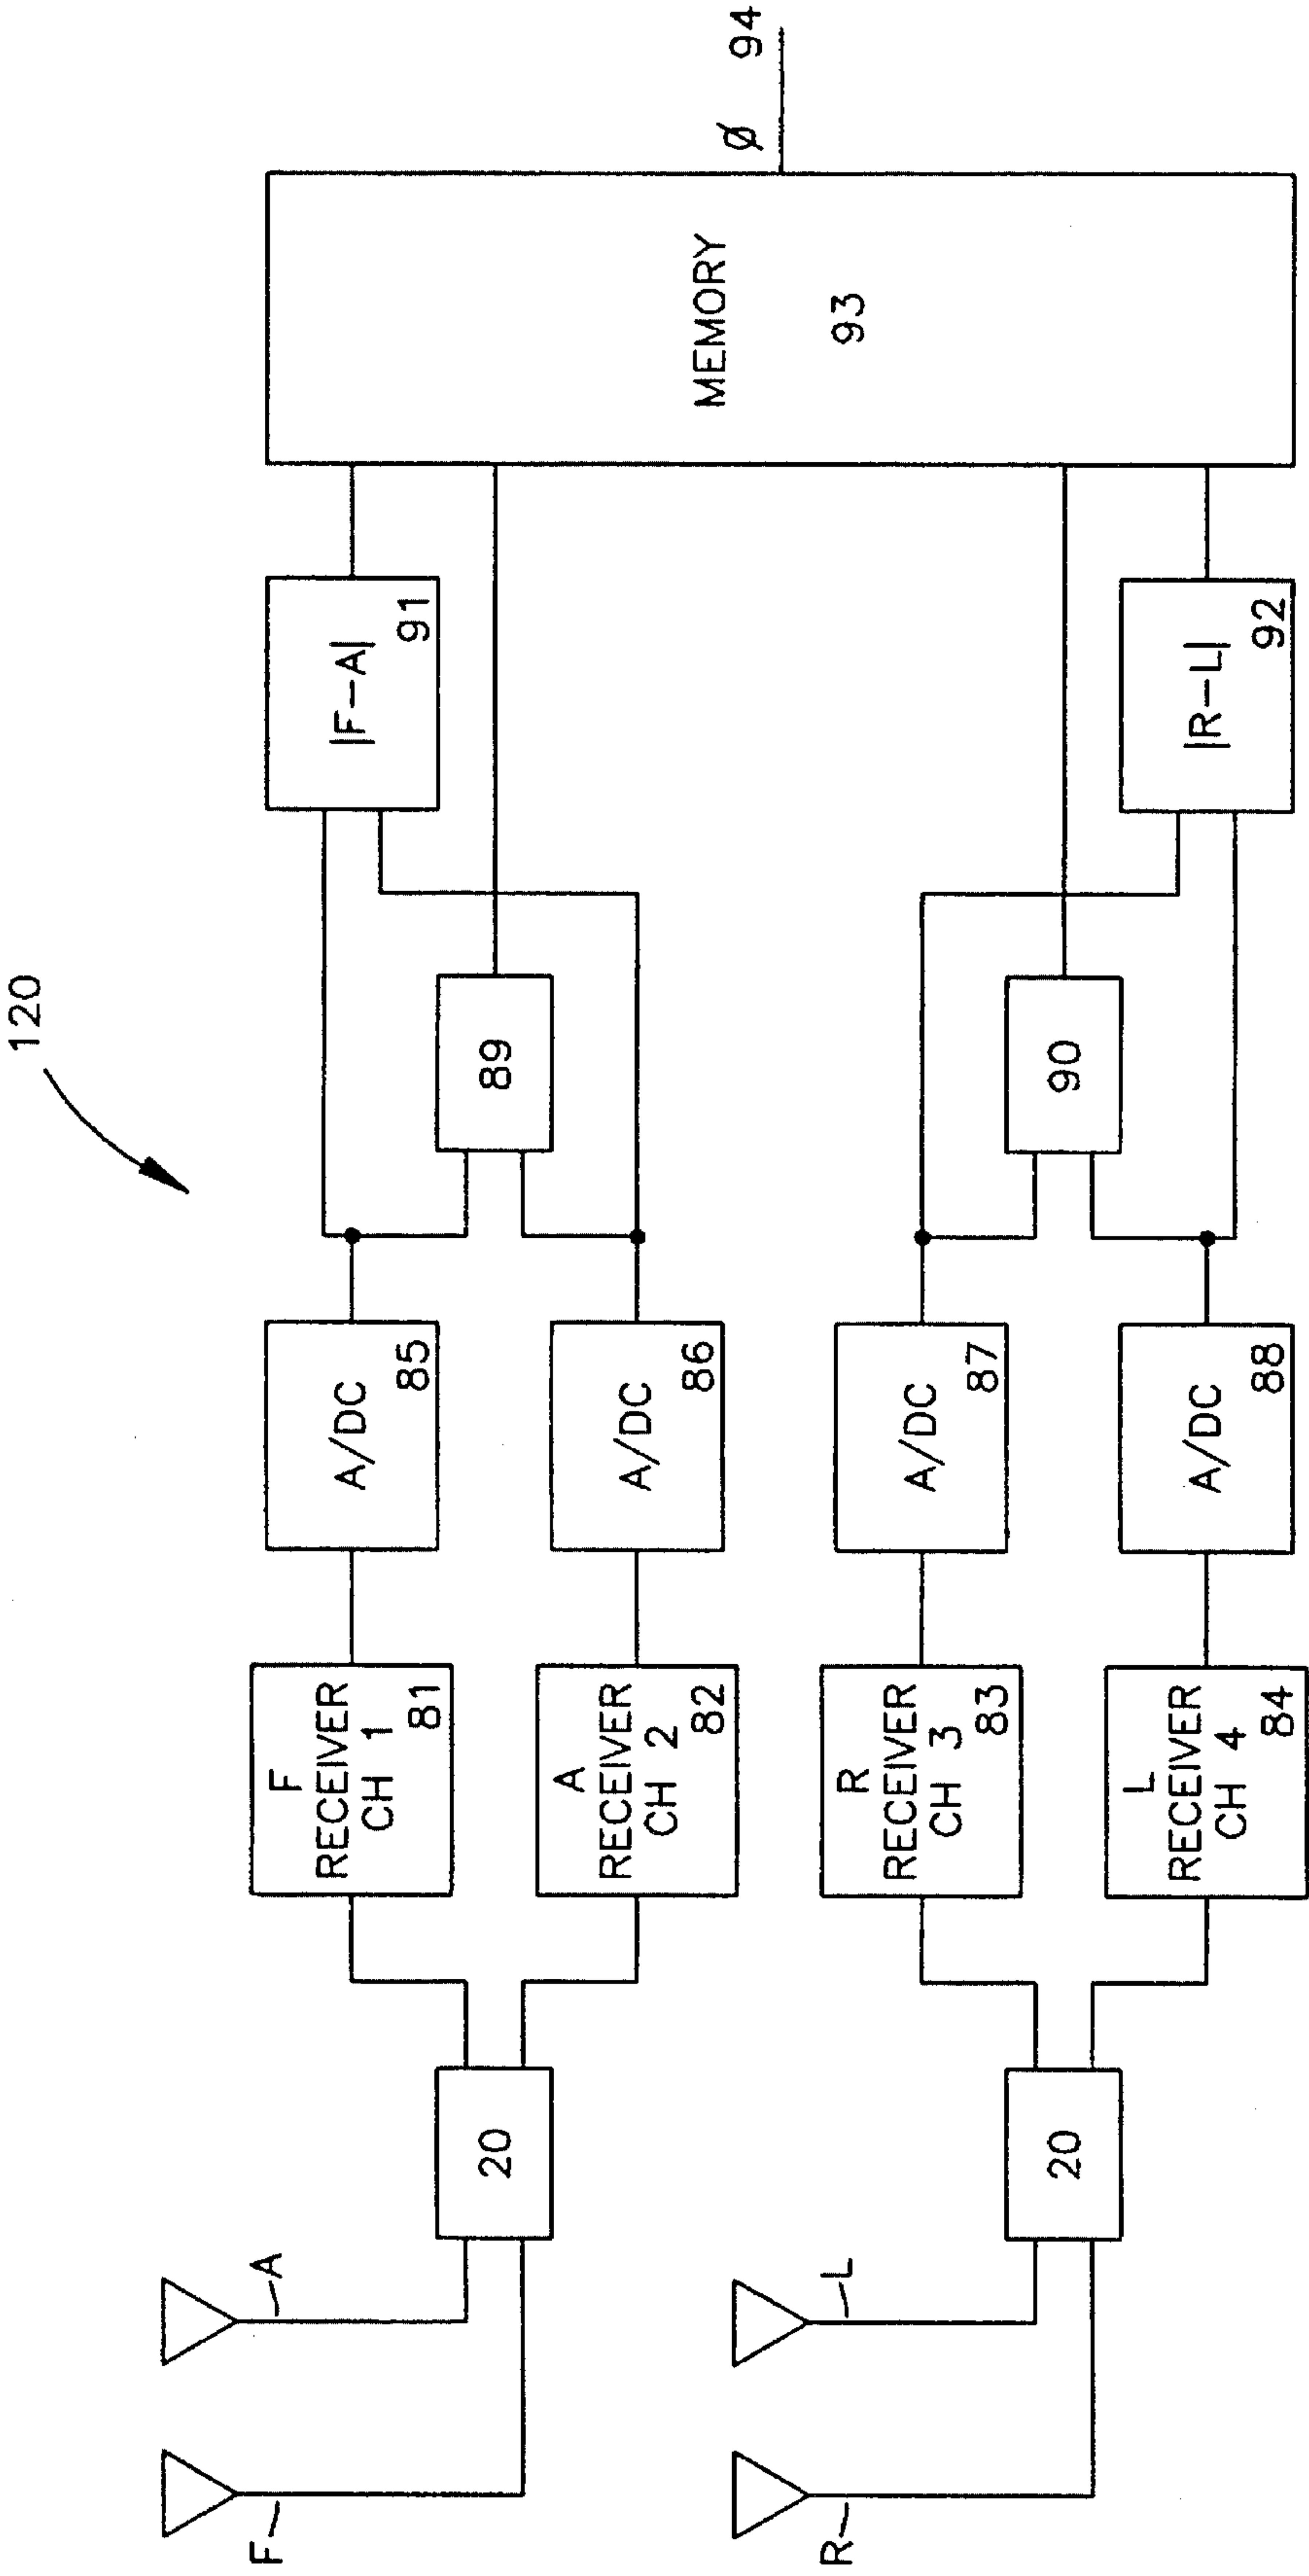 120
F
A
F
RECEIVER
CH 1
81
A/DC
85
|F–A|
91
20
89
A
RECEIVER
CH 2
82
A/DC
86
MEMORY
93
Ø 94
R
L
R
RECEIVER
CH 3
83
A/DC
87
20
90
L
RECEIVER
CH 4
84
A/DC
88
|R–L|
92